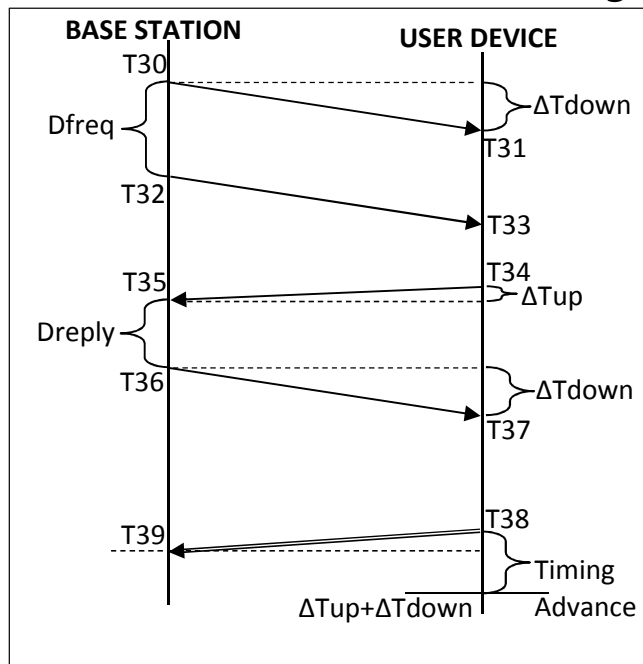 BASE STATION
USER DEVICE
T30
ΔTdown
Dfreq
T31
T32
T33
T34
T35
ΔTup
Dreply
T36
ΔTdown
T37
T38
T39
Timing
ΔTup+ΔTdown
Advance